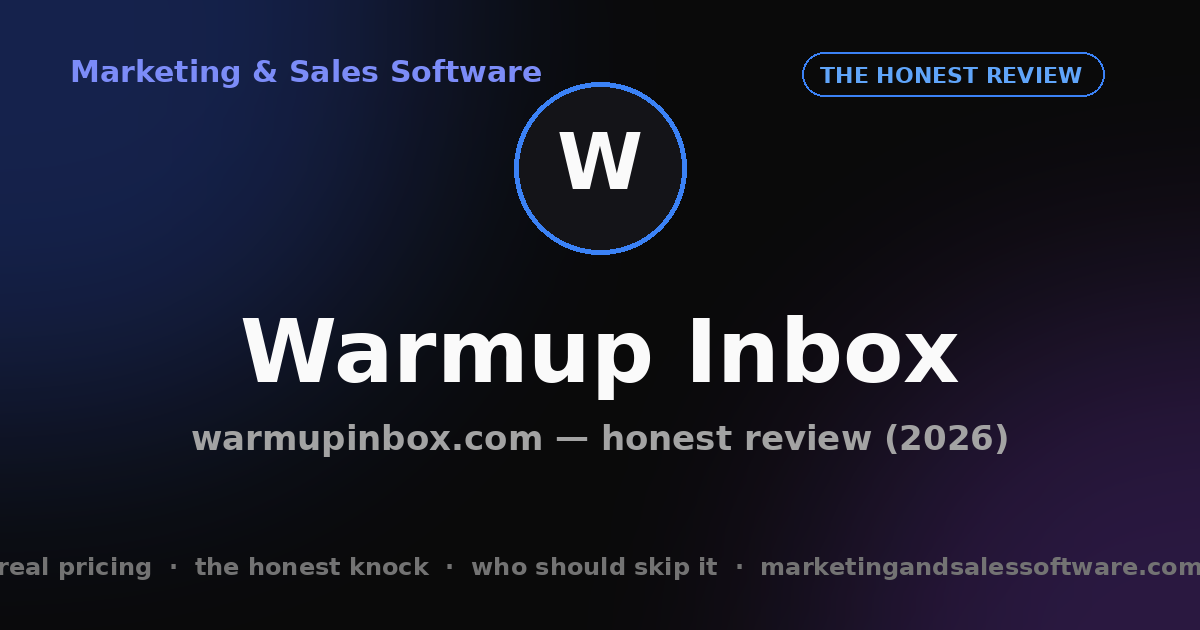 Marketing & Sales Software
THE HONEST REVIEW
W
Warmup Inbox
warmupinbox.com — honest review (2026)
real pricing · the honest knock · who should skip it · marketingandsalessoftware.com